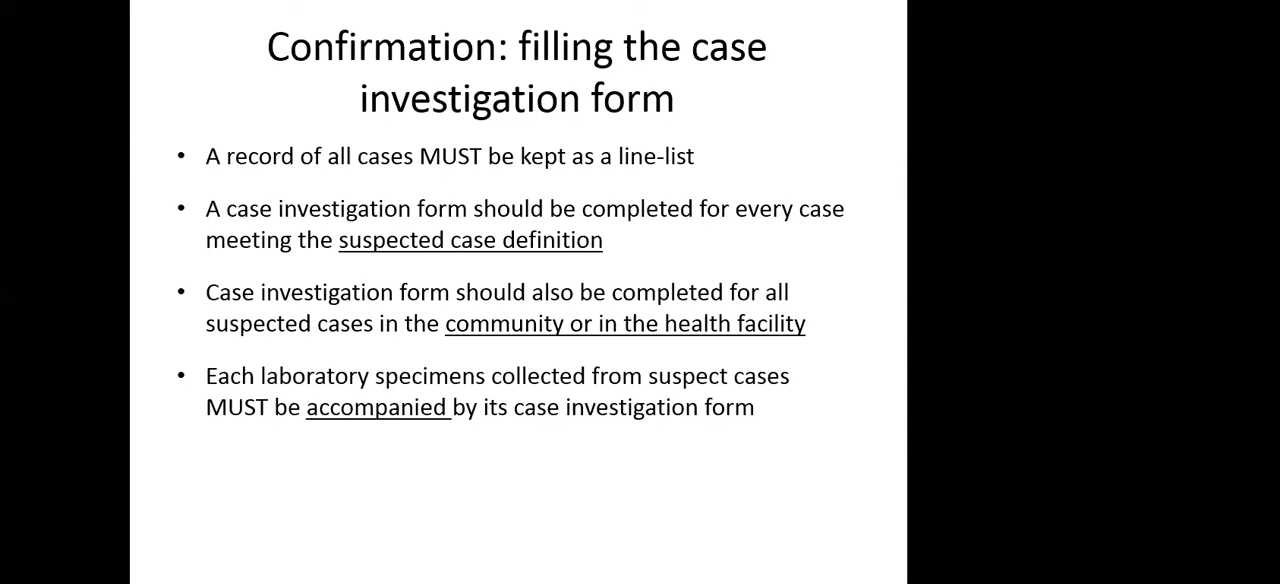 Confirmation: filling the case
investigation form
• A record of all cases MUST be kept as a line-list
• A case investigation form should be completed for every case
meeting the suspected case definition
• Case investigation form should also be completed for all
suspected cases in the community or in the health facility
• Each laboratory specimens collected from suspect cases
MUST be accompanied by its case investigation form